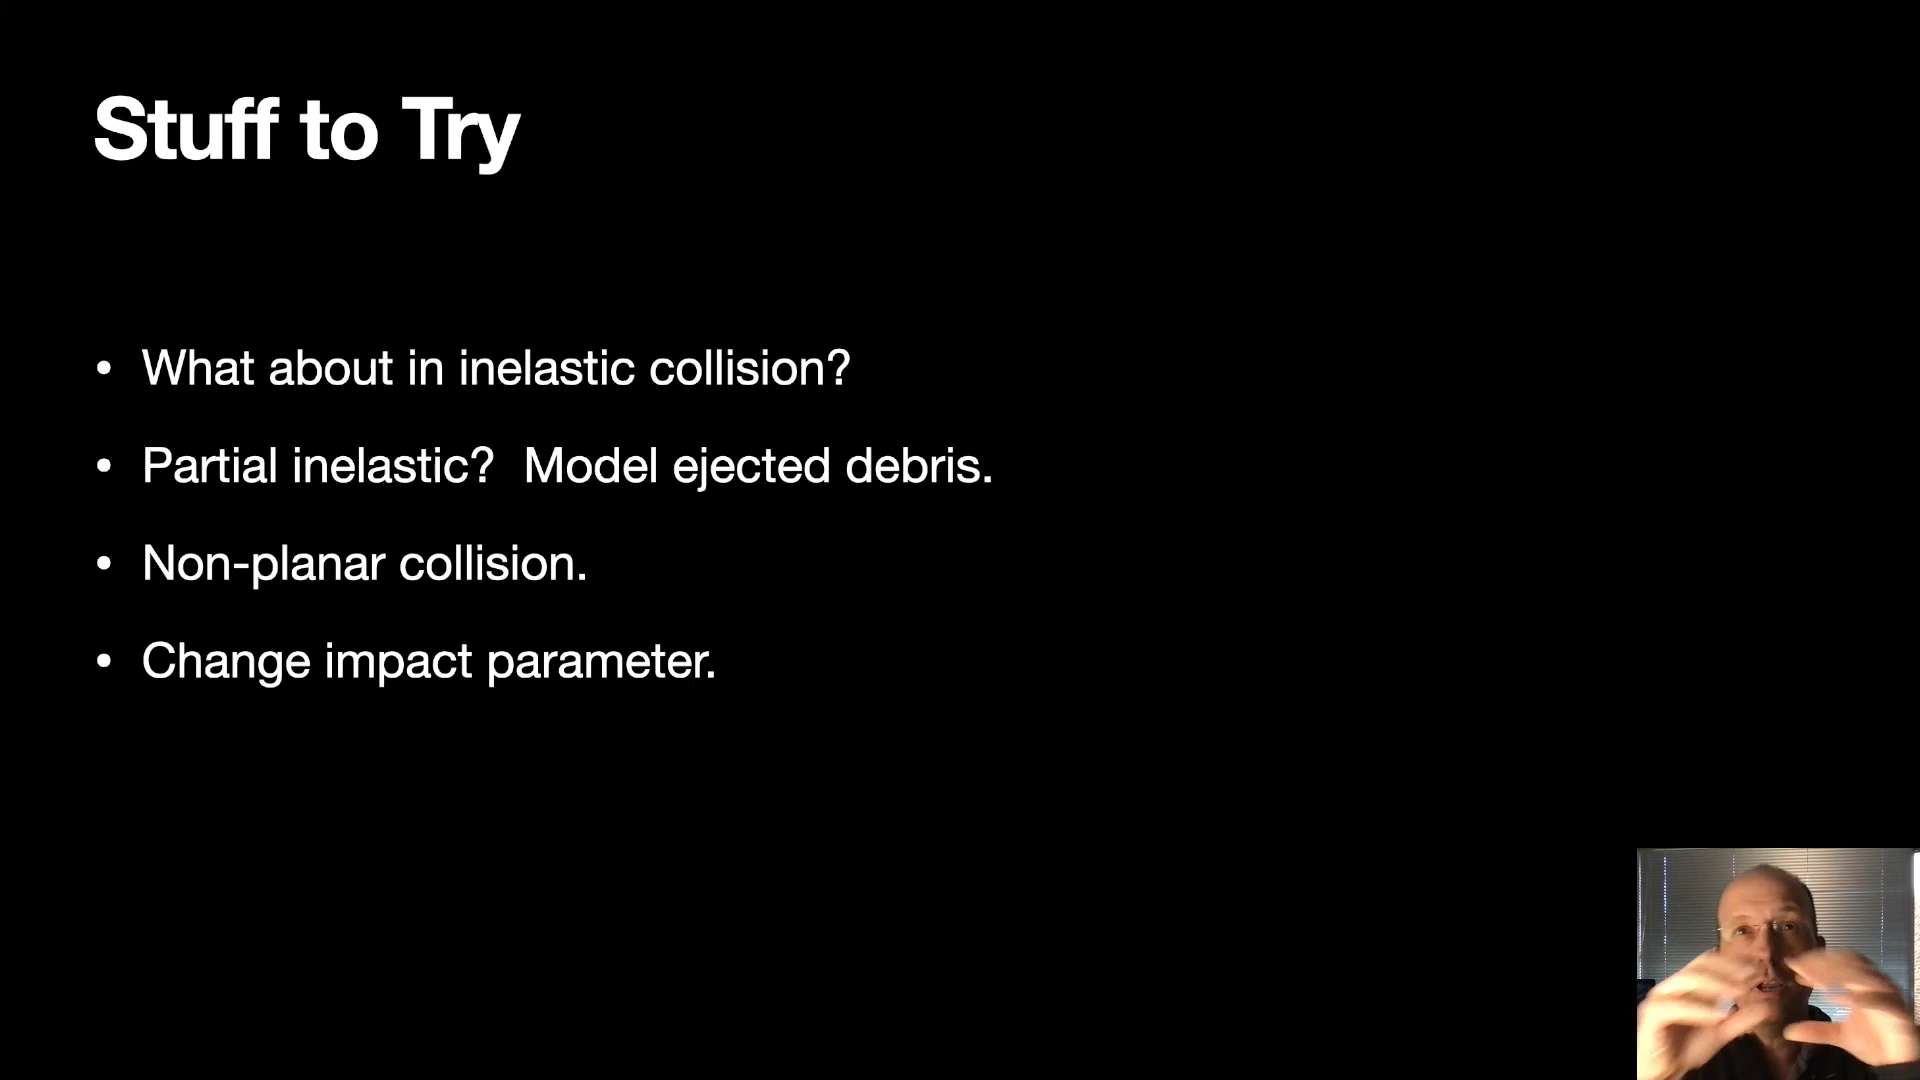 Stuff to Try
• What about in inelastic collision?
• Partial inelastic?  Model ejected debris.
• Non-planar collision.
• Change impact parameter.